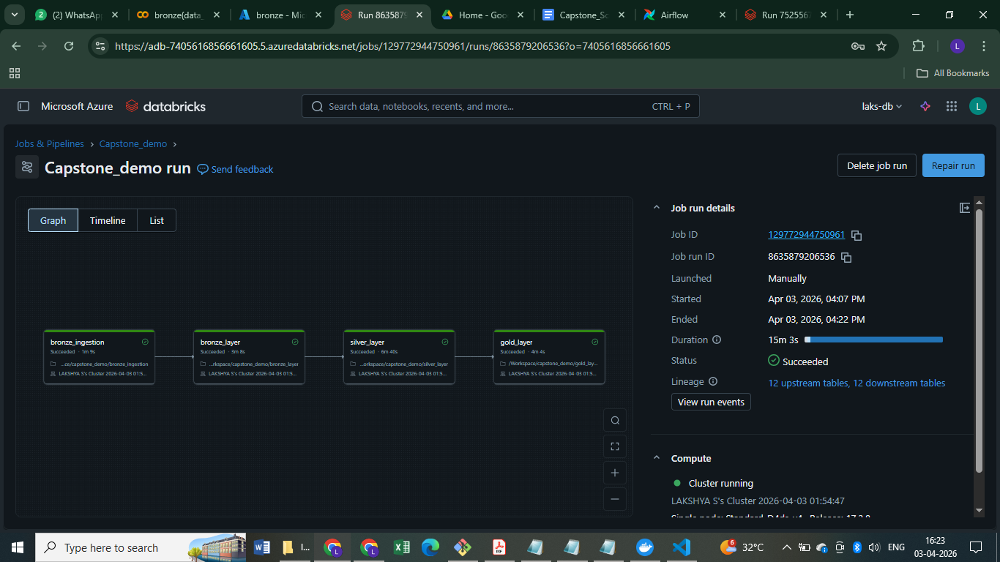 (2) WhatsApp
bronze(data_
bronze - Mic
Run 8635879
Home - Goo
Capstone_Sc
Airflow
Run 7525567
https://adb-7405616856661605.5.azuredatabricks.net/jobs/129772944750961/runs/8635879206536?o=7405616856661605
L
All Bookmarks
Microsoft Azure
databricks
Search data, notebooks, recents, and more...
CTRL + P
laks-db
L
Jobs & Pipelines › Capstone_demo ›
Capstone_demo run
Send feedback
Delete job run
Repair run
Graph
Timeline
List
bronze_ingestion
Succeeded · 1m 9s
...ce/capstone_demo/bronze_ingestion
LAKSHYA S's Cluster 2026-04-03 01:5...
bronze_layer
Succeeded · 3m 8s
...rkspace/capstone_demo/bronze_layer
LAKSHYA S's Cluster 2026-04-03 01:5...
silver_layer
Succeeded · 6m 40s
...orkspace/capstone_demo/silver_layer
LAKSHYA S's Cluster 2026-04-03 01:5...
gold_layer
Succeeded · 4m 4s
/Workspace/capstone_demo/gold_lay...
LAKSHYA S's Cluster 2026-04-03 01:5...
Job run details
Job ID 129772944750961
Job run ID 8635879206536
Launched Manually
Started Apr 03, 2026, 04:07 PM
Ended Apr 03, 2026, 04:22 PM
Duration 15m 3s
Status Succeeded
Lineage 12 upstream tables, 12 downstream tables
View run events
Compute
Cluster running
LAKSHYA S's Cluster 2026-04-03 01:54:47
Type here to search
I...
6
32°C
ENG
16:23
03-04-2026